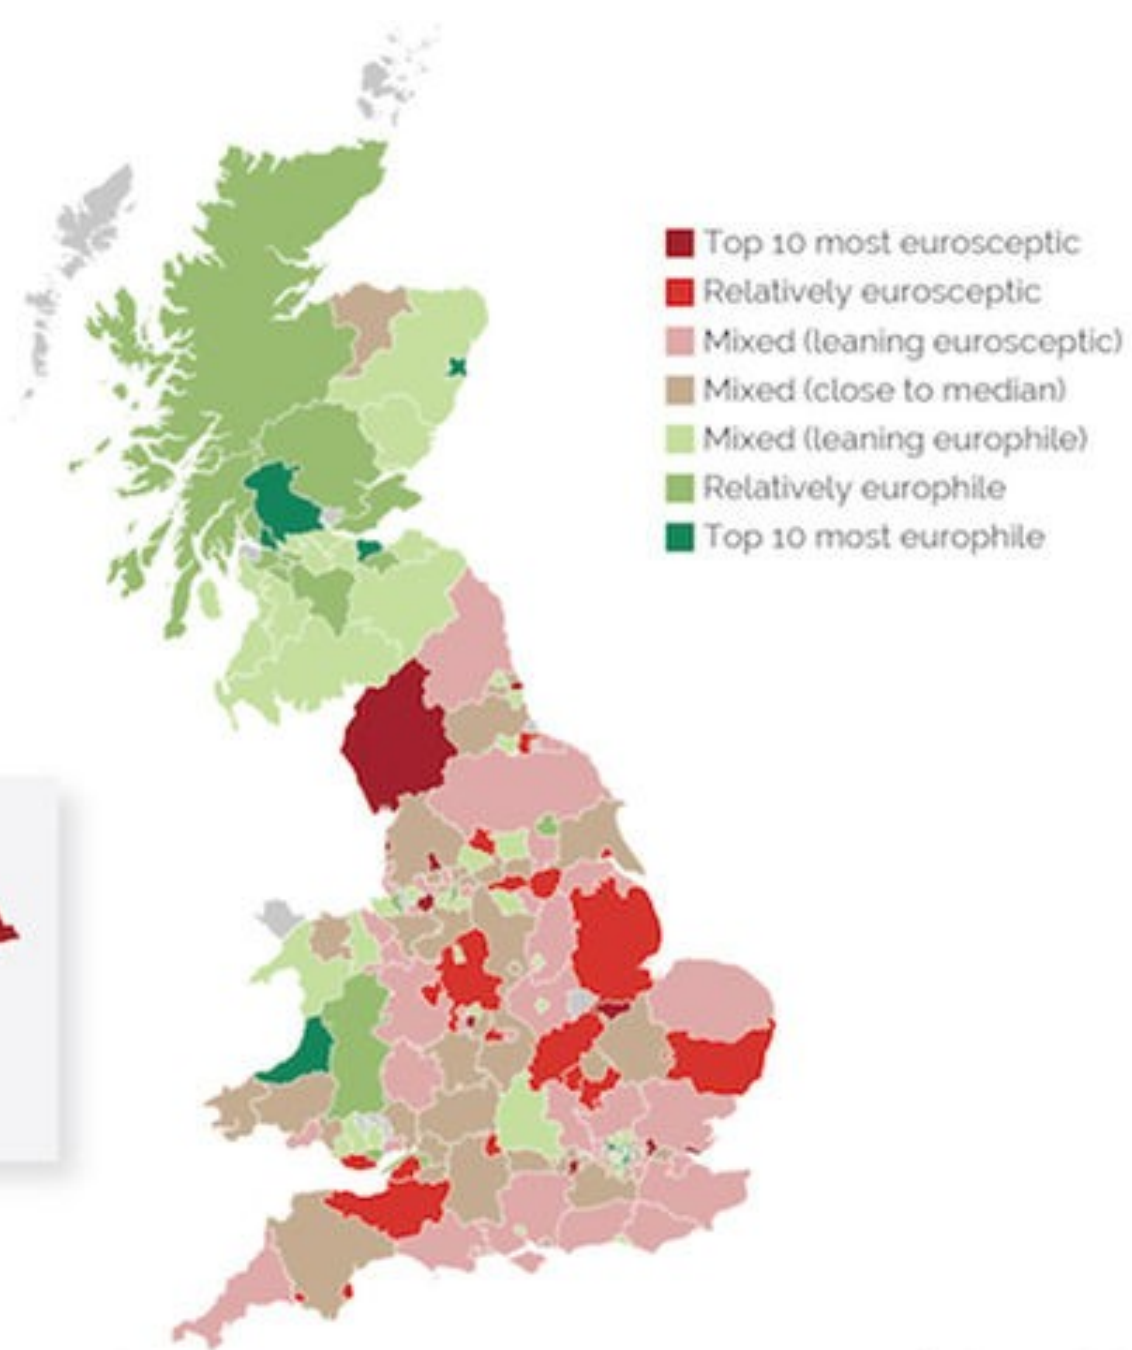 Top 10 most eurosceptic
Relatively eurosceptic
Mixed (leaning eurosceptic)
Mixed (close to median)
Mixed (leaning europhile)
Relatively europhile
Top 10 most europhile